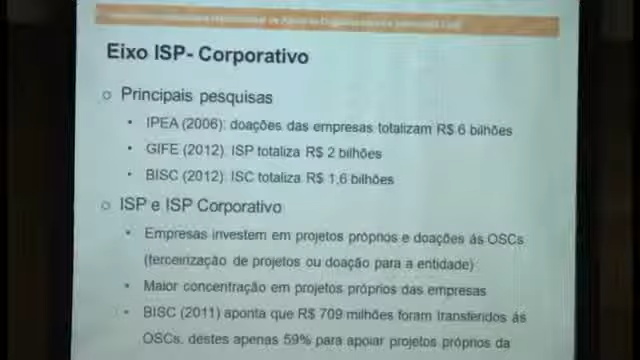 Eixo ISP- Corporativo
Principais pesquisas
IPEA (2006): doações das empresas totalizam R$ 6 bilhões
GIFE (2012): ISP totaliza R$ 2 bilhões
BISC (2012): ISC totaliza R$ 1,6 bilhões
ISP e ISP Corporativo
Empresas investem em projetos próprios e doações ás OSCs
(terceirização de projetos ou doação para a entidade)
Maior concentração em projetos próprios das empresas
BISC (2011) aponta que R$ 709 milhões foram transferidos ás
OSCs, destes apenas 59% para apoiar projetos próprios da